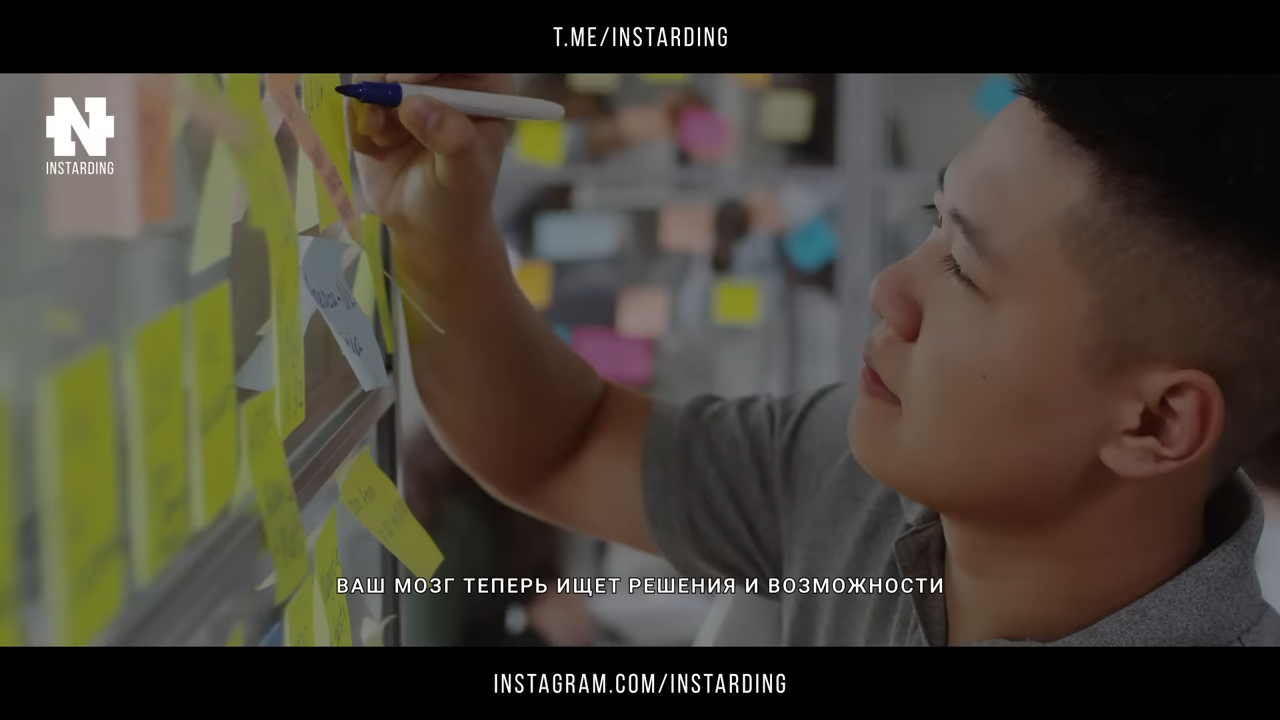 T.ME/INSTARDING
N
INSTARDING
ВАШ МОЗГ ТЕПЕРЬ ИЩЕТ РЕШЕНИЯ И ВОЗМОЖНОСТИ
INSTAGRAM.COM/INSTARDING